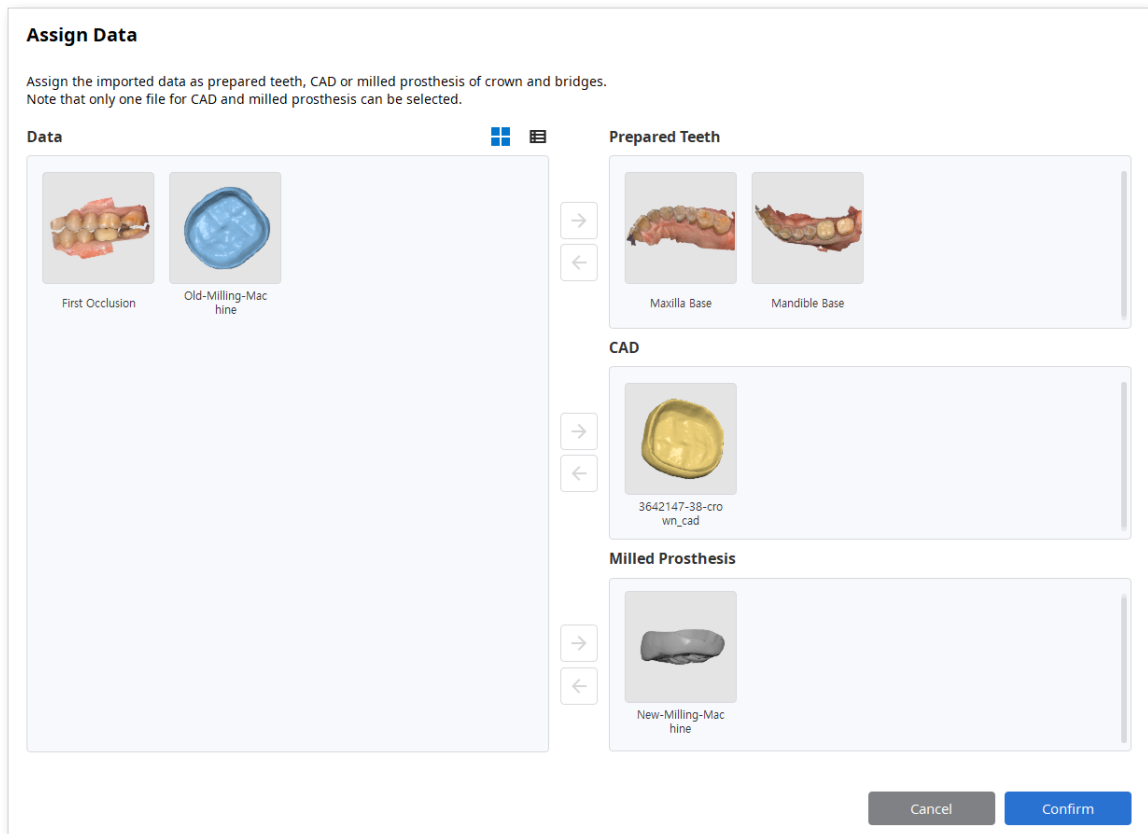 Assign Data
Assign the imported data as prepared teeth, CAD or milled prosthesis of crown and bridges.
Note that only one file for CAD and milled prosthesis can be selected.
Data
First Occlusion
Old-Milling-Mac
hine
Prepared Teeth
Maxilla Base
Mandible Base
CAD
3642147-38-cro
wn_cad
Milled Prosthesis
New-Milling-Mac
hine
Cancel
Confirm